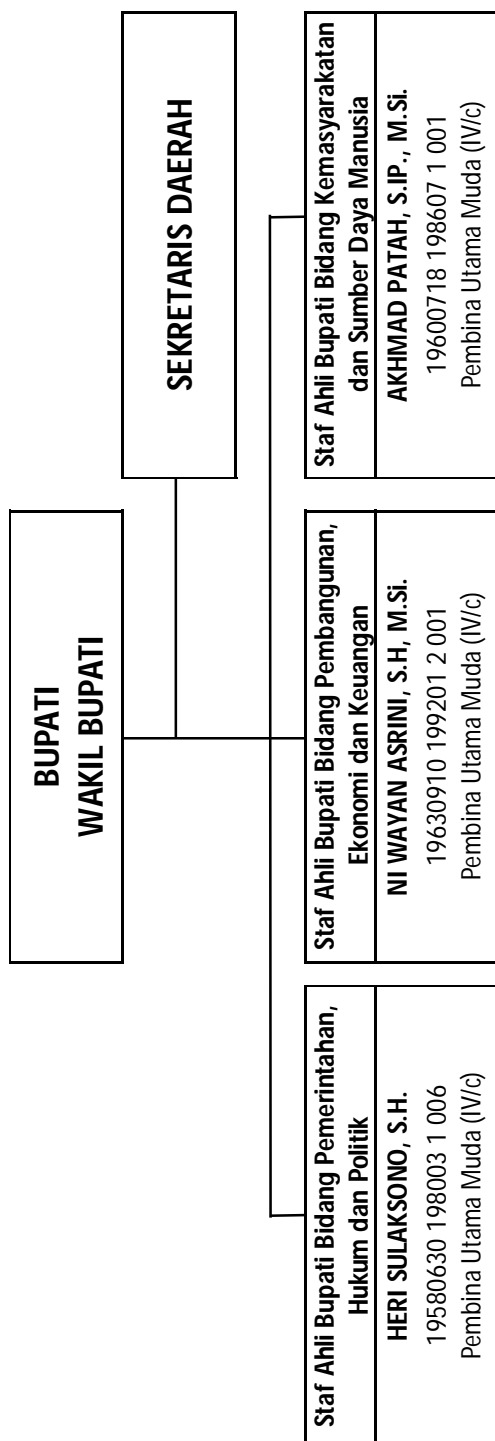 BUPATI
WAKIL BUPATI
SEKRETARIS DAERAH
Staf Ahli Bupati Bidang Pemerintahan,
Hukum dan Politik
HERI SULAKSONO, S.H.
19580630 198003 1 006
Pembina Utama Muda (IV/c)
Staf Ahli Bupati Bidang Pembangunan,
Ekonomi dan Keuangan
NI WAYAN ASRINI, S.H, M.Si.
19630910 199201 2 001
Pembina Utama Muda (IV/c)
Staf Ahli Bupati Bidang Kemasyarakatan
dan Sumber Daya Manusia
AKHMAD PATAH, S.IP., M.Si.
19600718 198607 1 001
Pembina Utama Muda (IV/c)